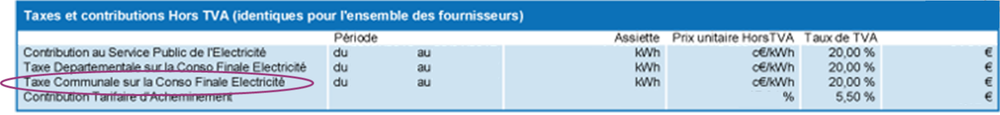 Taxes et contributions Hors TVA (identiques pour l'ensemble des fournisseurs)
Période Assiette Prix unitaire HorsTVA Taux de TVA
Contribution au Service Public de l'Electricité du au kWh c€/kWh 20,00 % €
Taxe Departementale sur la Conso Finale Electricité du au kWh c€/kWh 20,00 % €
Taxe Communale sur la Conso Finale Electricité du au kWh c€/kWh 20,00 % €
Contribution Tarifaire d'Acheminement % 5,50 % €